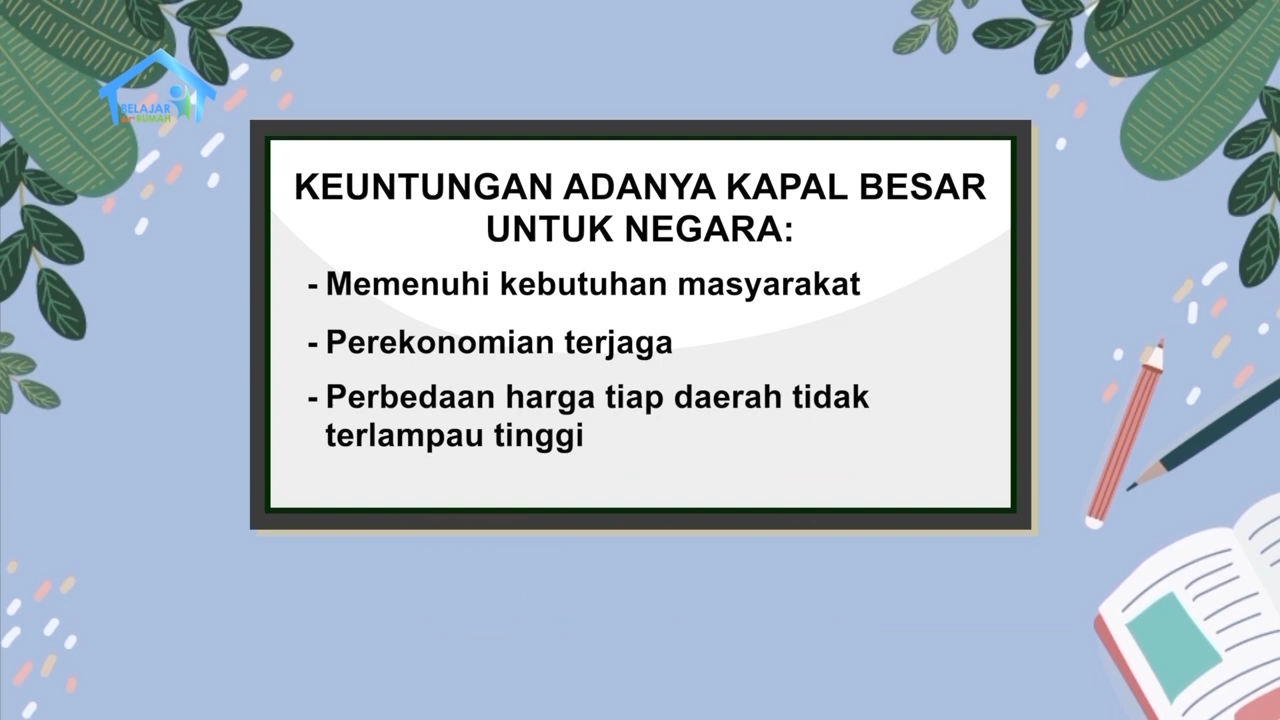 BELAJAR
dari RUMAH
KEUNTUNGAN ADANYA KAPAL BESAR
UNTUK NEGARA:
- Memenuhi kebutuhan masyarakat
- Perekonomian terjaga
- Perbedaan harga tiap daerah tidak
terlampau tinggi